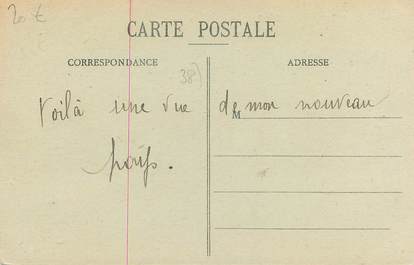 20 €
CARTE POSTALE
CORRESPONDANCE
ADRESSE
38)
Voilà une vue de mon nouveau
M
pays.